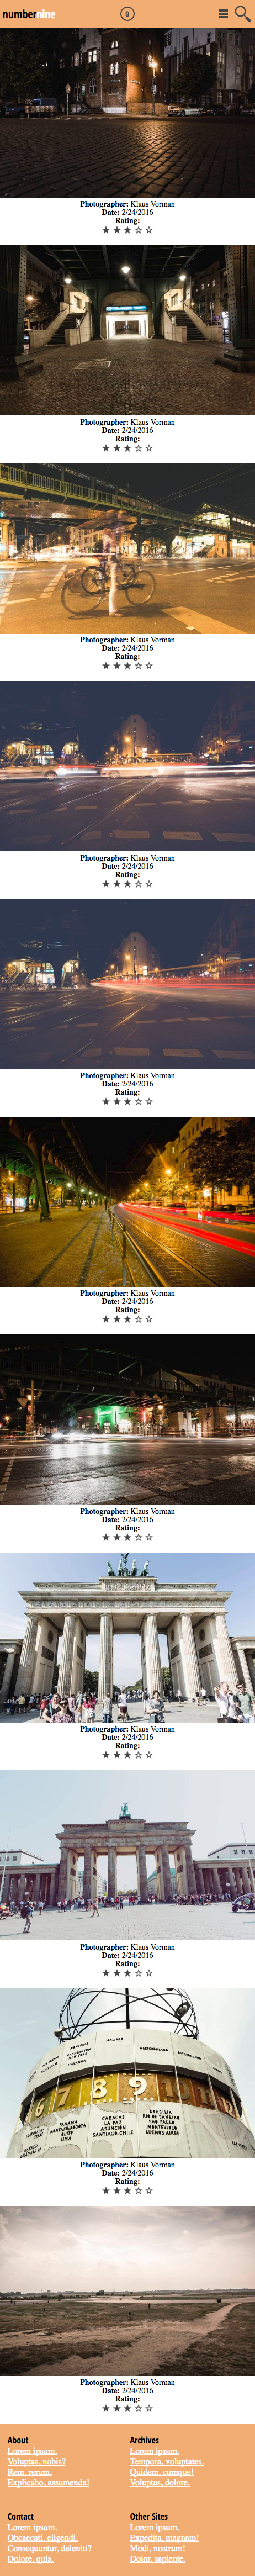 numbernine
9
Photographer: Klaus Vorman
Date: 2/24/2016
Rating:
★ ★ ★ ☆ ☆
Photographer: Klaus Vorman
Date: 2/24/2016
Rating:
★ ★ ★ ☆ ☆
Photographer: Klaus Vorman
Date: 2/24/2016
Rating:
★ ★ ★ ☆ ☆
Photographer: Klaus Vorman
Date: 2/24/2016
Rating:
★ ★ ★ ☆ ☆
Photographer: Klaus Vorman
Date: 2/24/2016
Rating:
★ ★ ★ ☆ ☆
Photographer: Klaus Vorman
Date: 2/24/2016
Rating:
★ ★ ★ ☆ ☆
Photographer: Klaus Vorman
Date: 2/24/2016
Rating:
★ ★ ★ ☆ ☆
Photographer: Klaus Vorman
Date: 2/24/2016
Rating:
★ ★ ★ ☆ ☆
Photographer: Klaus Vorman
Date: 2/24/2016
Rating:
★ ★ ★ ☆ ☆
6 7 8 9
PANAMA
SANTAFÉ BOGOTÁ
QUITO
LIMA
CARACAS
LA PAZ
ASUNCIÓN
SANTIAGO.CHILE
BRASILIA
RIO DE JANEIRO
SAO PAULO
MONTEVIDEO
BUENOS AIRES
Photographer: Klaus Vorman
Date: 2/24/2016
Rating:
★ ★ ★ ☆ ☆
Photographer: Klaus Vorman
Date: 2/24/2016
Rating:
★ ★ ★ ☆ ☆
About
Lorem ipsum.
Voluptas, nobis?
Rem, rerum.
Explicabo, assumenda!
Archives
Lorem ipsum.
Tempora, voluptates.
Quidem, cumque!
Voluptas, dolore.
Contact
Lorem ipsum.
Obcaecati, eligendi.
Consequuntur, deleniti?
Dolore, quis.
Other Sites
Lorem ipsum.
Expedita, magnam!
Modi, nostrum!
Dolor, sapiente.